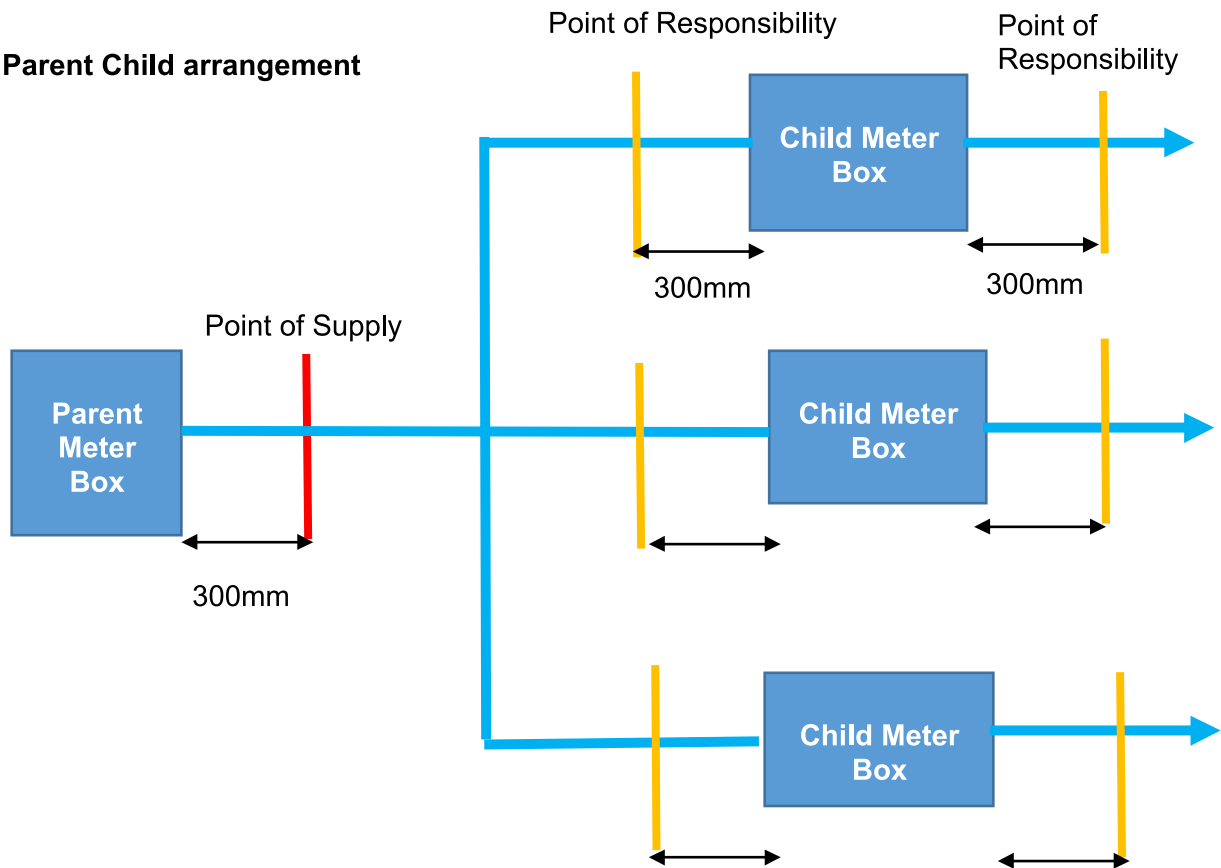 Parent Child arrangement
Point of Responsibility
Point of
Responsibility
Child Meter
Box
300mm
300mm
Point of Supply
Parent
Meter
Box
300mm
Child Meter
Box
Child Meter
Box